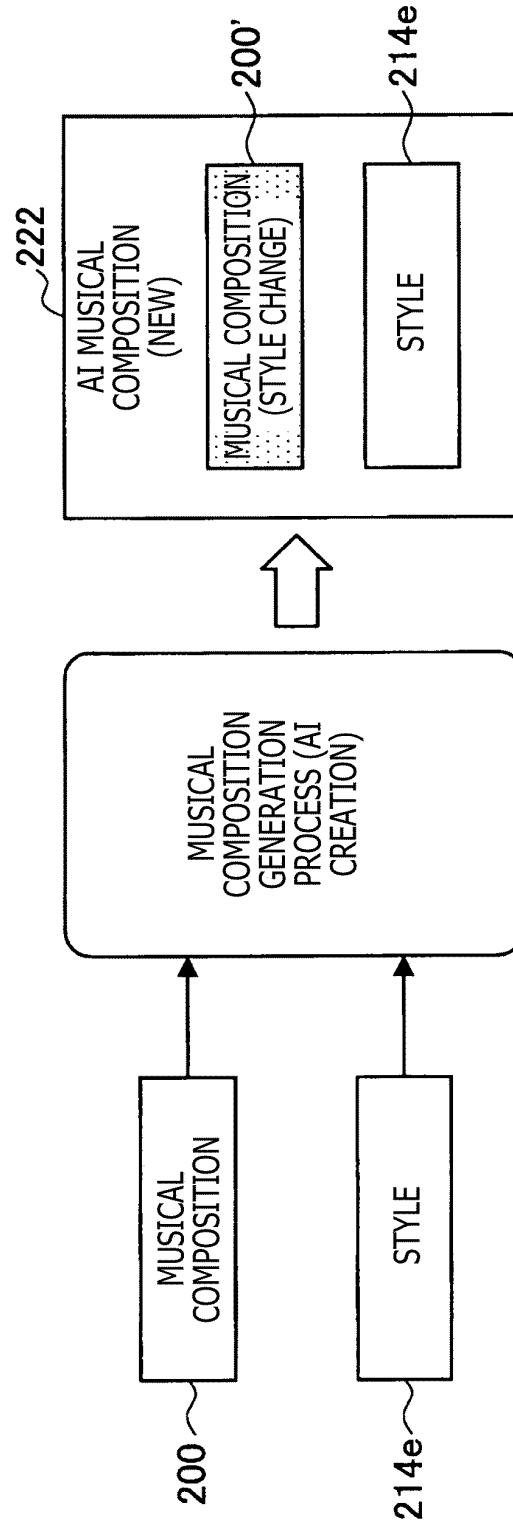 200
MUSICAL
COMPOSITION
214e
STYLE
MUSICAL
COMPOSITION
GENERATION
PROCESS (AI
CREATION)
222
AI MUSICAL
COMPOSITION
(NEW)
MUSICAL COMPOSITION
(STYLE CHANGE)
200'
STYLE
214e